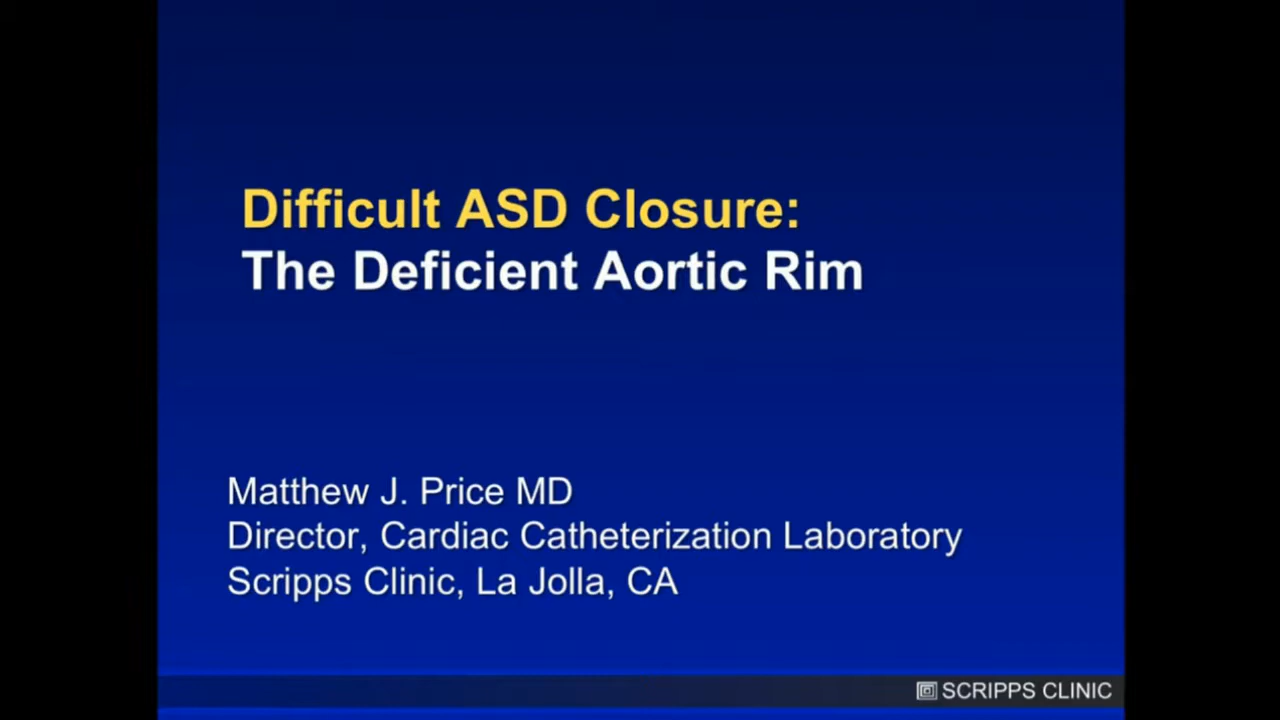 Difficult ASD Closure:
The Deficient Aortic Rim
Matthew J. Price MD
Director, Cardiac Catheterization Laboratory
Scripps Clinic, La Jolla, CA
SCRIPPS CLINIC